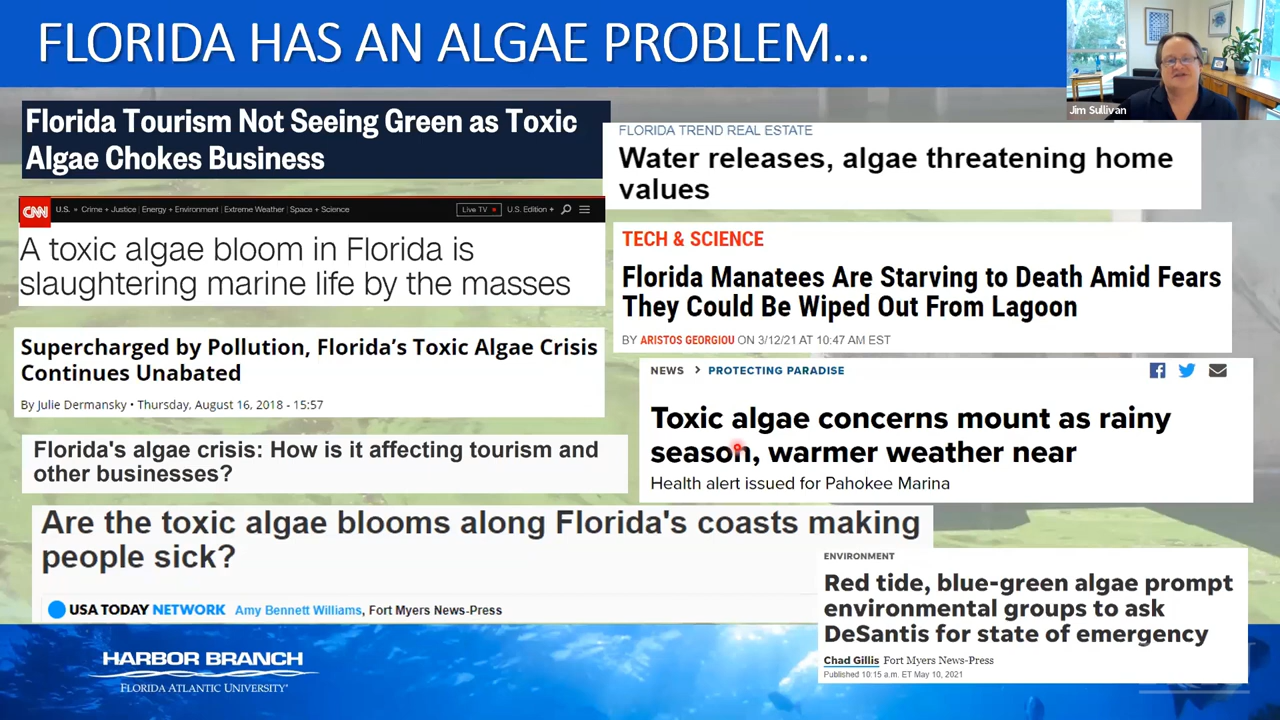 FLORIDA HAS AN ALGAE PROBLEM...
Jim Sullivan
Florida Tourism Not Seeing Green as Toxic
Algae Chokes Business
FLORIDA TREND REAL ESTATE
Water releases, algae threatening home
values
CNN U.S. » Crime + Justice | Energy + Environment | Extreme Weather | Space + Science Live TV U.S. Edition +
A toxic algae bloom in Florida is
slaughtering marine life by the masses
TECH & SCIENCE
Florida Manatees Are Starving to Death Amid Fears
They Could Be Wiped Out From Lagoon
BY ARISTOS GEORGIOU ON 3/12/21 AT 10:47 AM EST
Supercharged by Pollution, Florida's Toxic Algae Crisis
Continues Unabated
By Julie Dermansky • Thursday, August 16, 2018 - 15:57
NEWS > PROTECTING PARADISE
Toxic algae concerns mount as rainy
season, warmer weather near
Health alert issued for Pahokee Marina
Florida's algae crisis: How is it affecting tourism and
other businesses?
Are the toxic algae blooms along Florida's coasts making
people sick?
USA TODAY NETWORK Amy Bennett Williams, Fort Myers News-Press
ENVIRONMENT
Red tide, blue-green algae prompt
environmental groups to ask
DeSantis for state of emergency
Chad Gillis Fort Myers News-Press
Published 10:15 a.m. ET May 10, 2021
HARBOR BRANCH
FLORIDA ATLANTIC UNIVERSITY